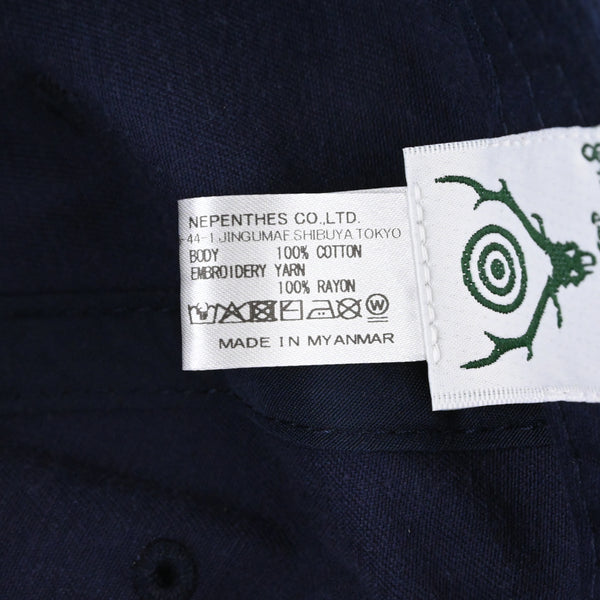 NEPENTHES CO.,LTD.
-44-1 JINGUMAE.SHIBUYA.TOKYO
BODY 100% COTTON
EMBROIDERY YARN
100% RAYON
W
MADE IN MYANMAR